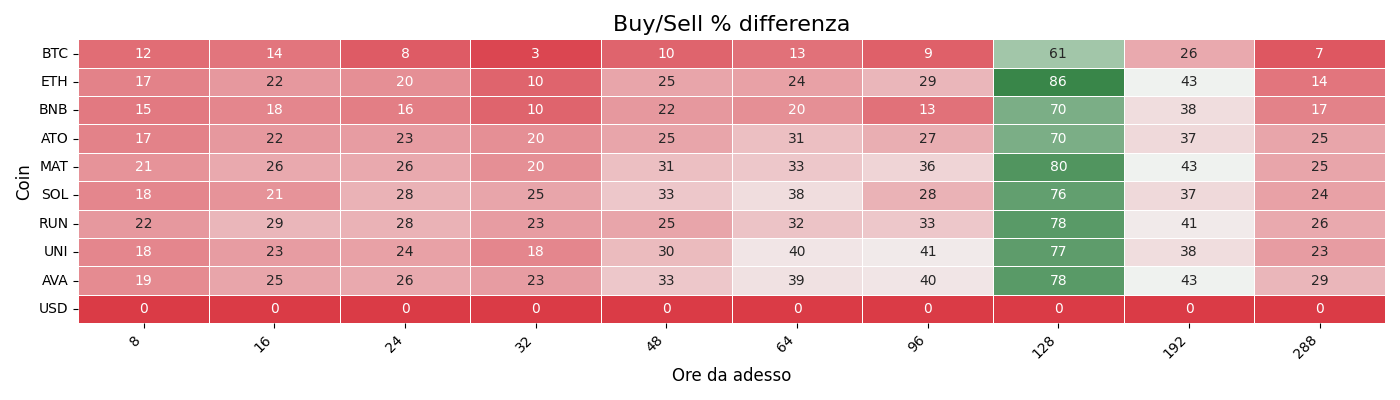 Buy/Sell % differenza
Coin
BTC 12 14 8 3 10 13 9 61 26 7
ETH 17 22 20 10 25 24 29 86 43 14
BNB 15 18 16 10 22 20 13 70 38 17
ATO 17 22 23 20 25 31 27 70 37 25
MAT 21 26 26 20 31 33 36 80 43 25
SOL 18 21 28 25 33 38 28 76 37 24
RUN 22 29 28 23 25 32 33 78 41 26
UNI 18 23 24 18 30 40 41 77 38 23
AVA 19 25 26 23 33 39 40 78 43 29
USD 0 0 0 0 0 0 0 0 0 0
8 16 24 32 48 64 96 128 192 288
Ore da adesso